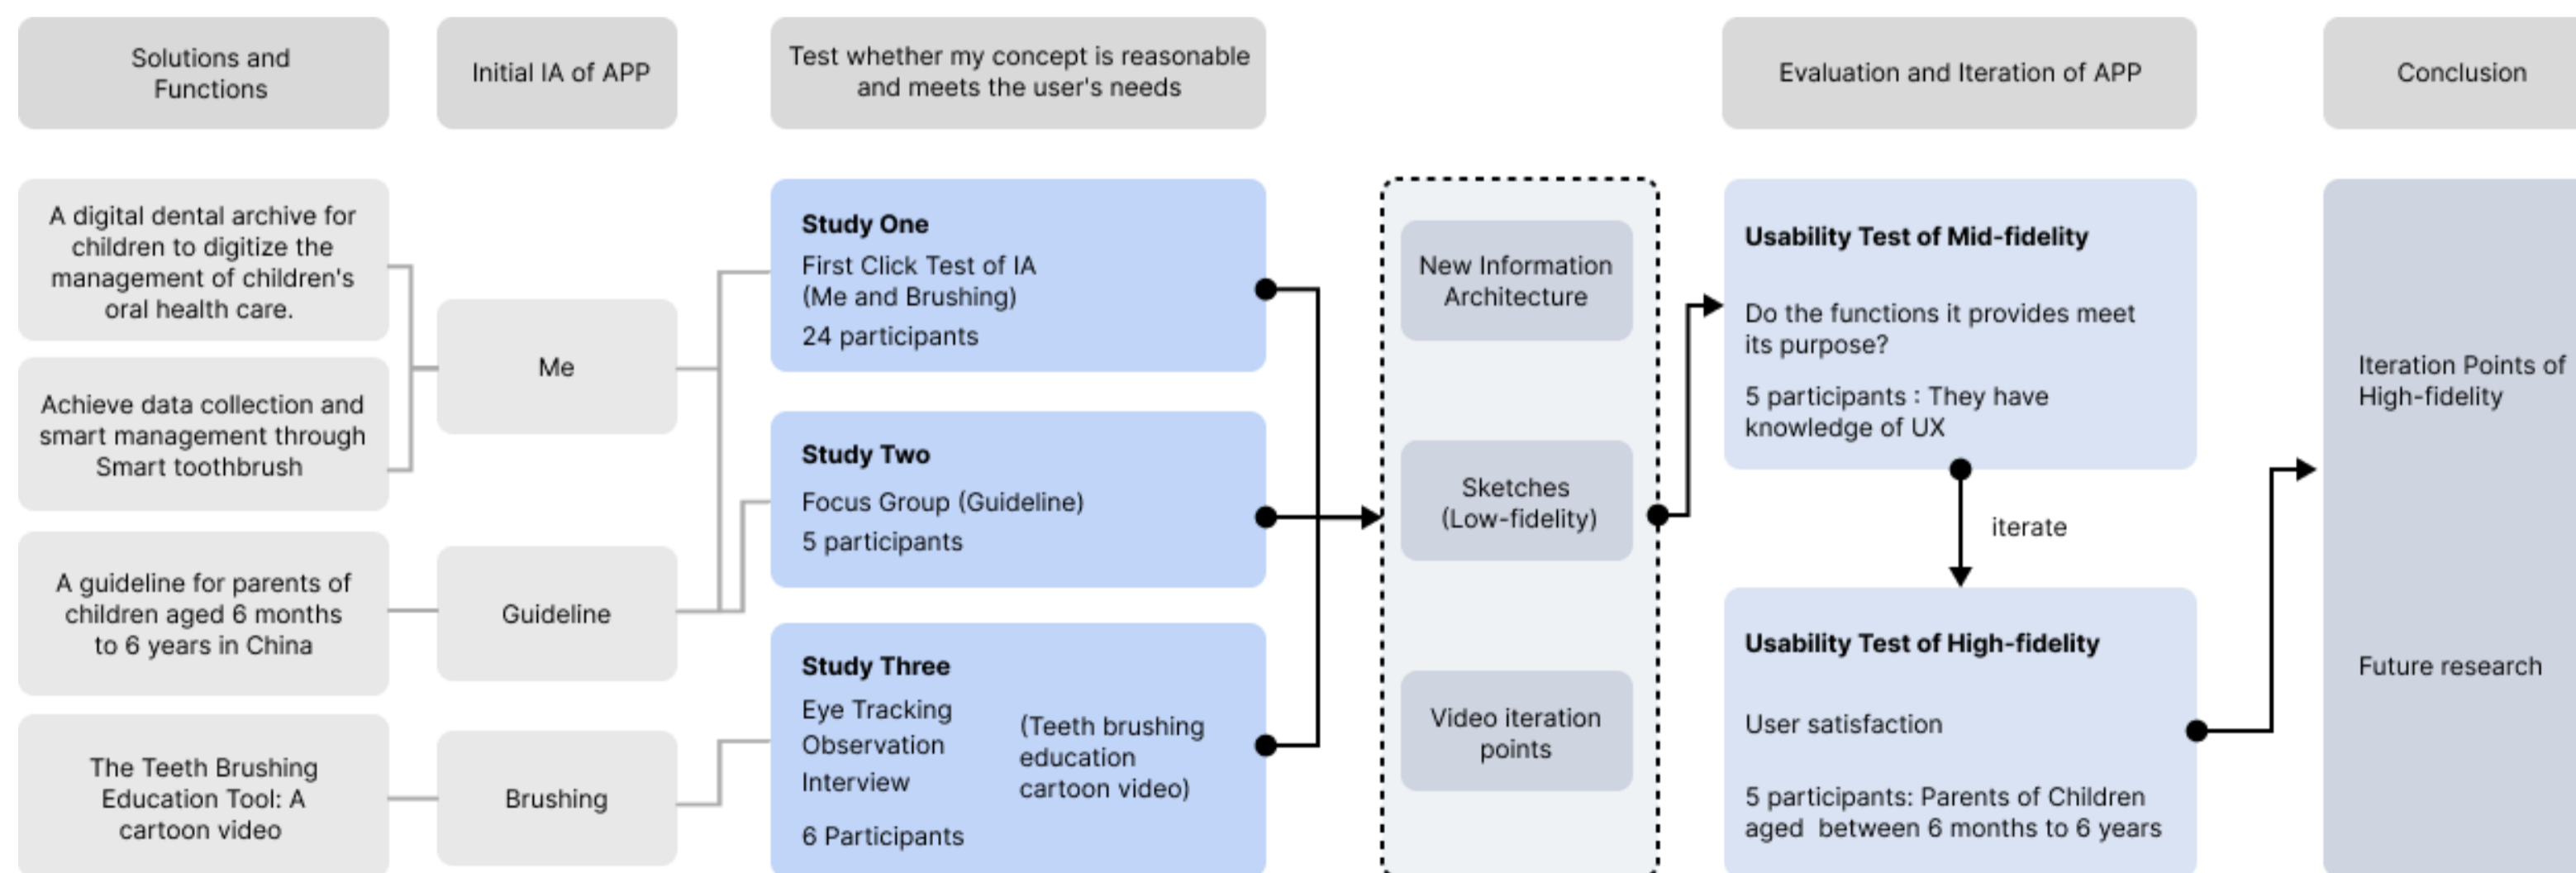 Solutions and
Functions
Initial IA of APP
Test whether my concept is reasonable
and meets the user's needs
Evaluation and Iteration of APP
Conclusion
A digital dental archive for
children to digitize the
management of children's
oral health care.
Achieve data collection and
smart management through
Smart toothbrush
A guideline for parents of
children aged 6 months
to 6 years in China
The Teeth Brushing
Education Tool: A
cartoon video
Me
Guideline
Brushing
Study One
First Click Test of IA
(Me and Brushing)
24 participants
Study Two
Focus Group (Guideline)
5 participants
Study Three
Eye Tracking
Observation
Interview
(Teeth brushing
education
cartoon video)
6 Participants
New Information
Architecture
Sketches
(Low-fidelity)
Video iteration
points
Usability Test of Mid-fidelity
Do the functions it provides meet
its purpose?
5 participants : They have
knowledge of UX
iterate
Usability Test of High-fidelity
User satisfaction
5 participants: Parents of Children
aged between 6 months to 6 years
Iteration Points of
High-fidelity
Future research